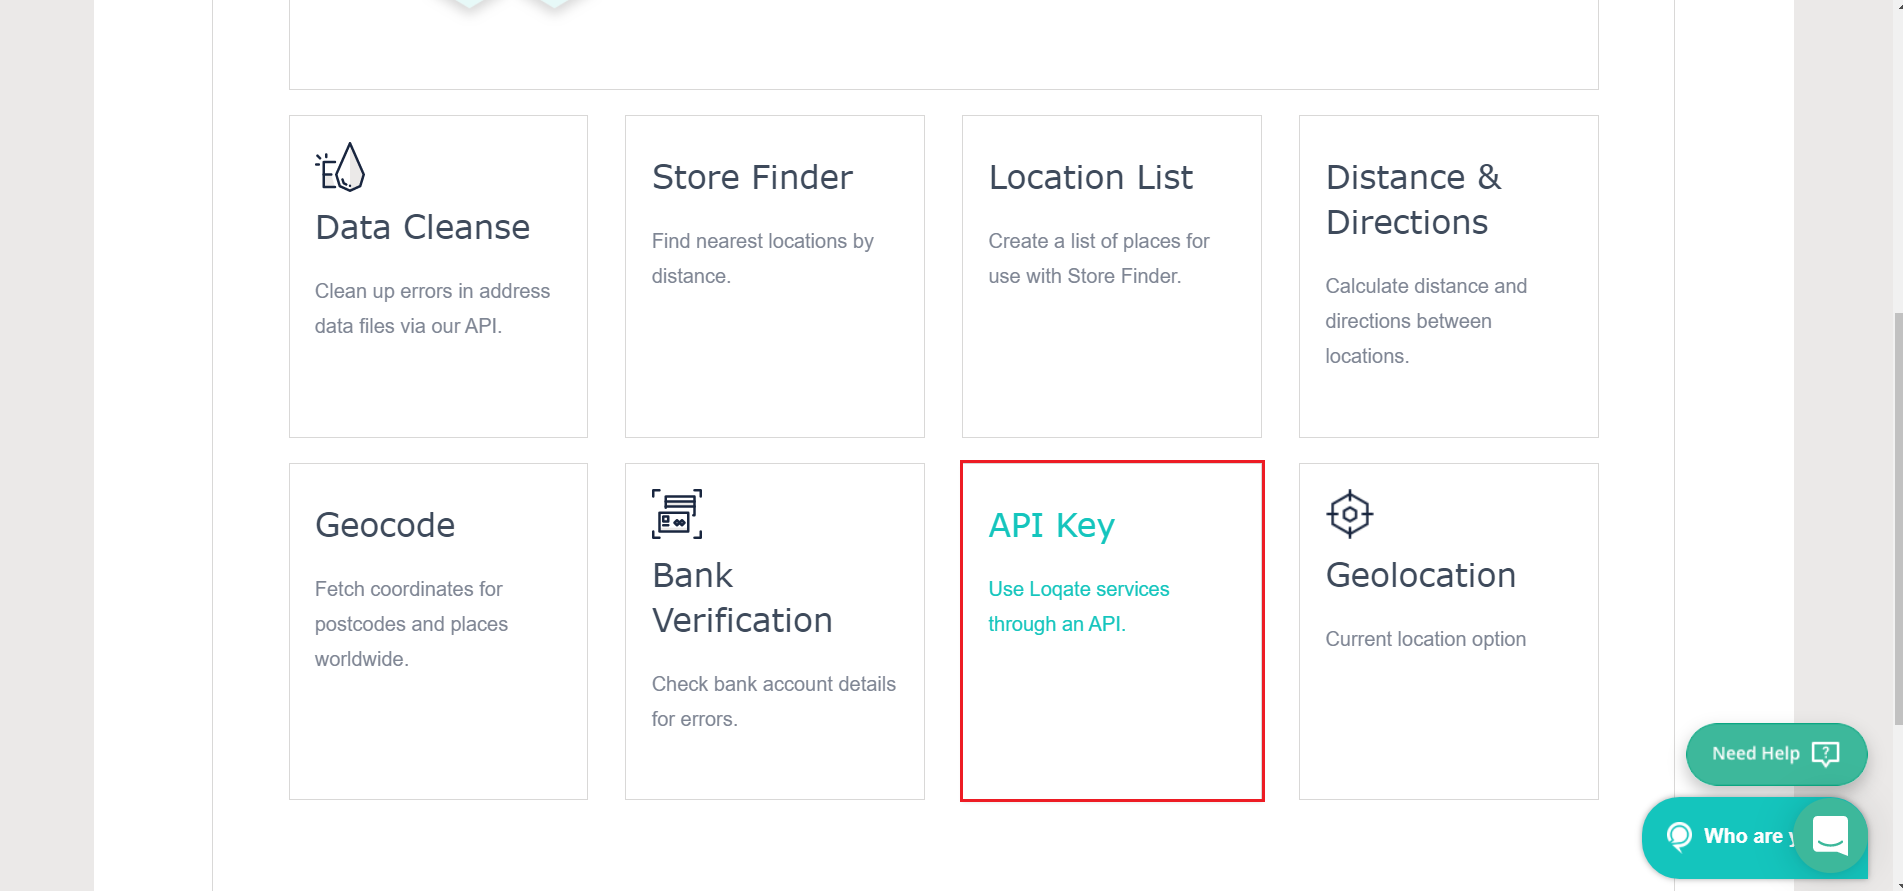 Data Cleanse
Clean up errors in address
data files via our API.
Store Finder
Find nearest locations by
distance.
Location List
Create a list of places for
use with Store Finder.
Distance &
Directions
Calculate distance and
directions between
locations.
Geocode
Fetch coordinates for
postcodes and places
worldwide.
Bank
Verification
Check bank account details
for errors.
API Key
Use Loqate services
through an API.
Geolocation
Current location option
Need Help
Who are